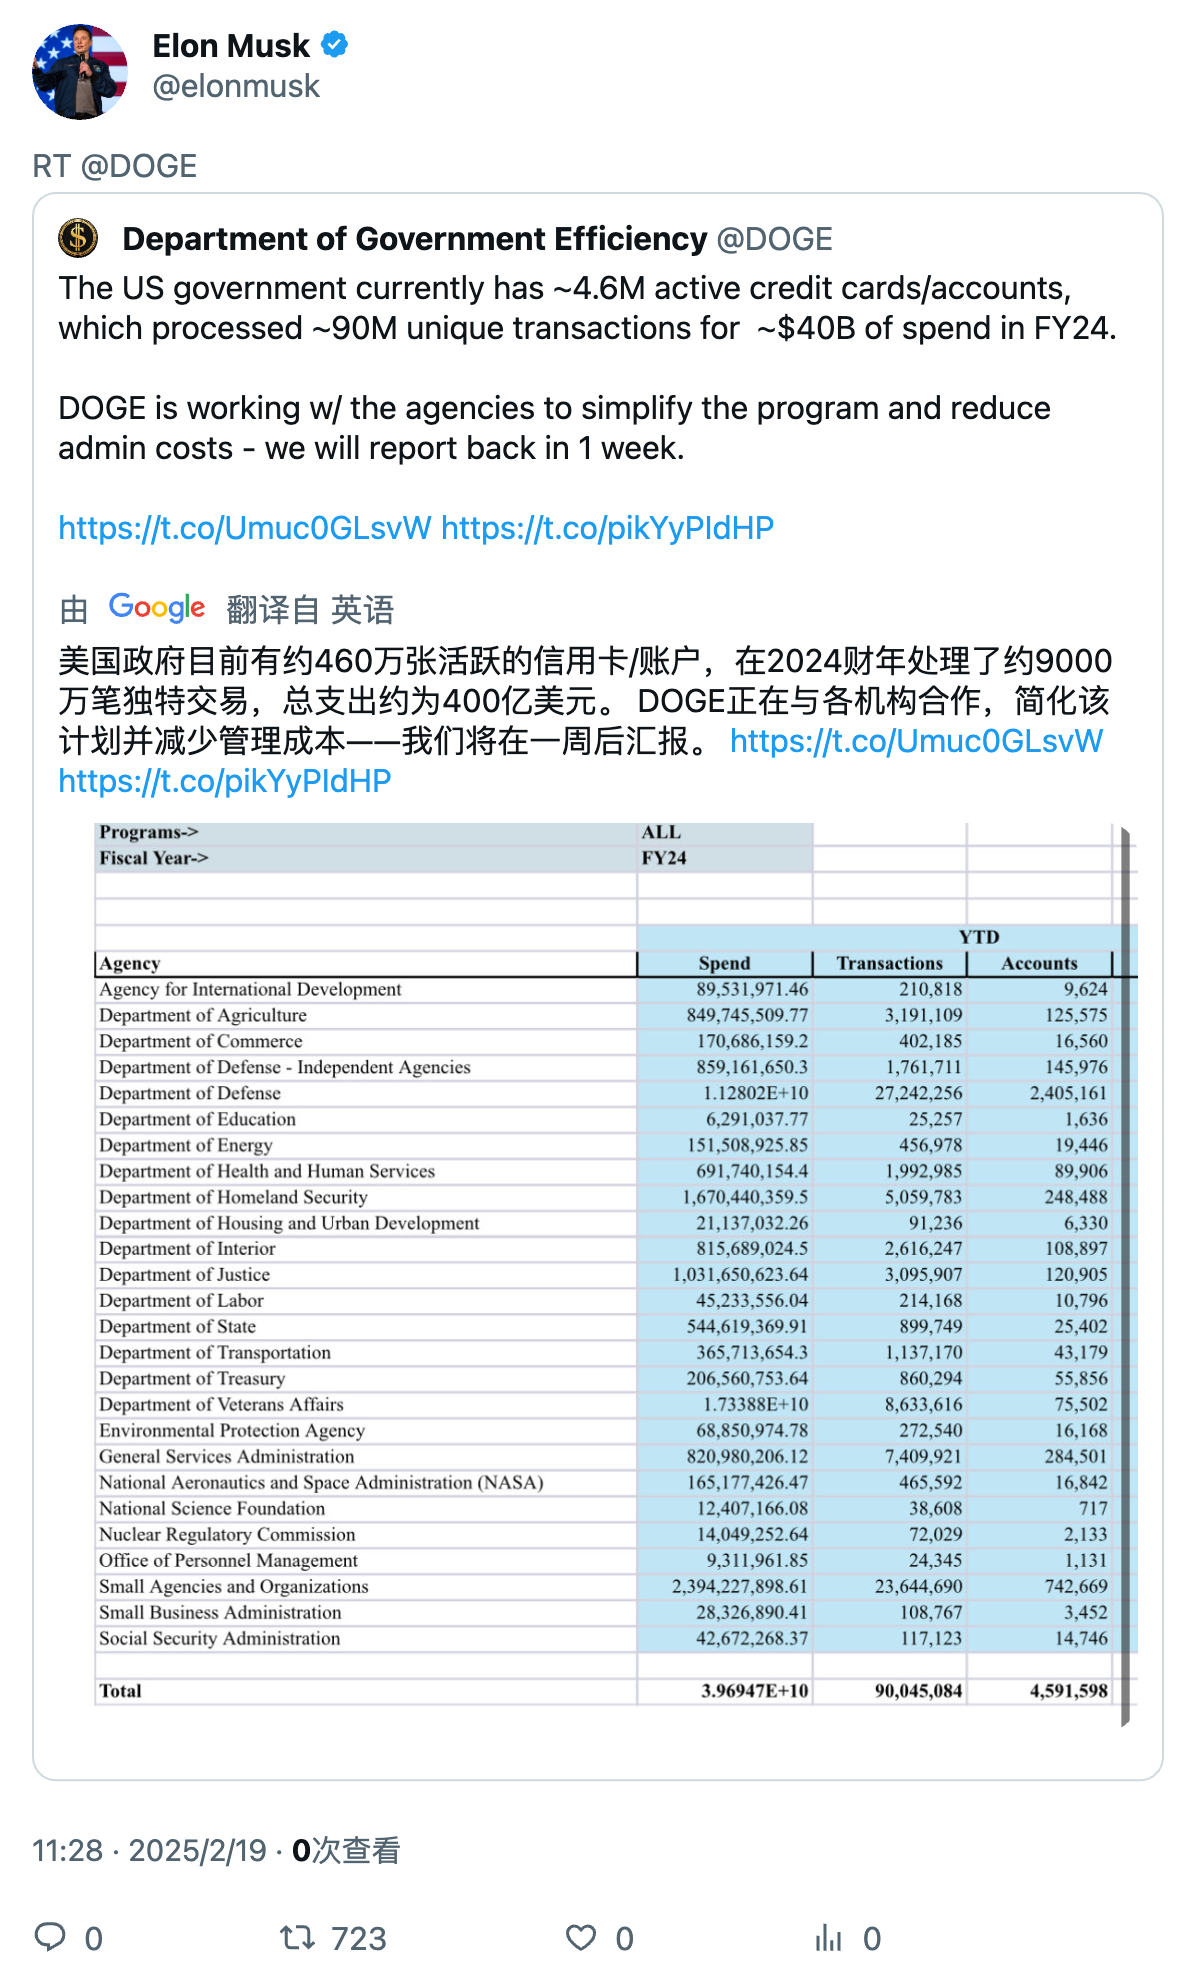 Elon Musk
@elonmusk
RT @DOGE
Department of Government Efficiency @DOGE
The US government currently has ~4.6M active credit cards/accounts,
which processed ~90M unique transactions for  ~$40B of spend in FY24.
DOGE is working w/ the agencies to simplify the program and reduce
admin costs - we will report back in 1 week.
https://t.co/Umuc0GLsvW https://t.co/pikYyPIdHP
由 Google 翻译自 英语
美国政府目前有约460万张活跃的信用卡/账户，在2024财年处理了约9000
万笔独特交易，总支出约为400亿美元。 DOGE正在与各机构合作，简化该
计划并减少管理成本——我们将在一周后汇报。 https://t.co/Umuc0GLsvW
https://t.co/pikYyPIdHP
Programs-> ALL
Fiscal Year-> FY24
YTD
Agency Spend Transactions Accounts
Agency for International Development 89,531,971.46 210,818 9,624
Department of Agriculture 849,745,509.77 3,191,109 125,575
Department of Commerce 170,686,159.2 402,185 16,560
Department of Defense - Independent Agencies 859,161,650.3 1,761,711 145,976
Department of Defense 1.12802E+10 27,242,256 2,405,161
Department of Education 6,291,037.77 25,257 1,636
Department of Energy 151,508,925.85 456,978 19,446
Department of Health and Human Services 691,740,154.4 1,992,985 89,906
Department of Homeland Security 1,670,440,359.5 5,059,783 248,488
Department of Housing and Urban Development 21,137,032.26 91,236 6,330
Department of Interior 815,689,024.5 2,616,247 108,897
Department of Justice 1,031,650,623.64 3,095,907 120,905
Department of Labor 45,233,556.04 214,168 10,796
Department of State 544,619,369.91 899,749 25,402
Department of Transportation 365,713,654.3 1,137,170 43,179
Department of Treasury 206,560,753.64 860,294 55,856
Department of Veterans Affairs 1.73388E+10 8,633,616 75,502
Environmental Protection Agency 68,850,974.78 272,540 16,168
General Services Administration 820,980,206.12 7,409,921 284,501
National Aeronautics and Space Administration (NASA) 165,177,426.47 465,592 16,842
National Science Foundation 12,407,166.08 38,608 717
Nuclear Regulatory Commission 14,049,252.64 72,029 2,133
Office of Personnel Management 9,311,961.85 24,345 1,131
Small Agencies and Organizations 2,394,227,898.61 23,644,690 742,669
Small Business Administration 28,326,890.41 108,767 3,452
Social Security Administration 42,672,268.37 117,123 14,746
Total 3.96947E+10 90,045,084 4,591,598
11:28 · 2025/2/19 · 0次查看
0 723 0 0